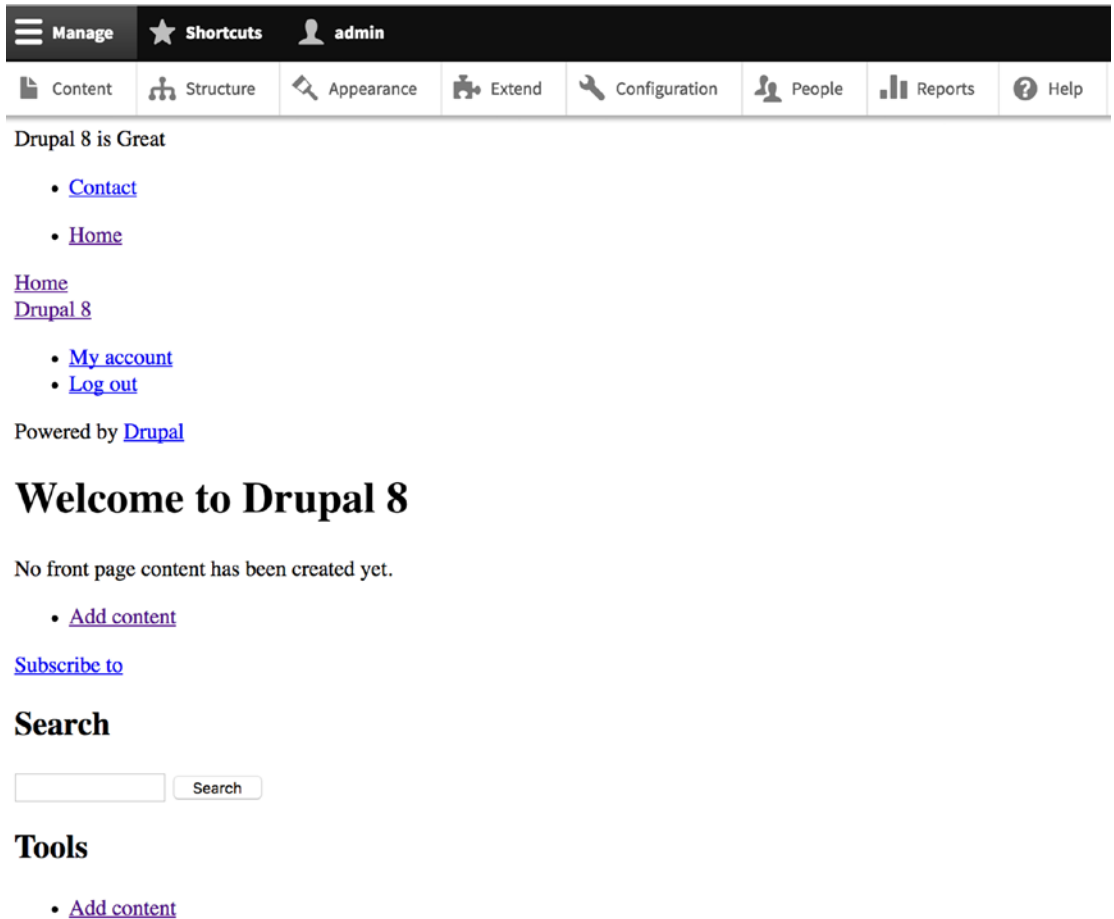 Manage Shortcuts admin
Content Structure Appearance Extend Configuration People Reports Help
Drupal 8 is Great
• Contact
• Home
Home
Drupal 8
• My account
• Log out
Powered by Drupal
Welcome to Drupal 8
No front page content has been created yet.
• Add content
Subscribe to
Search
Search
Tools
• Add content